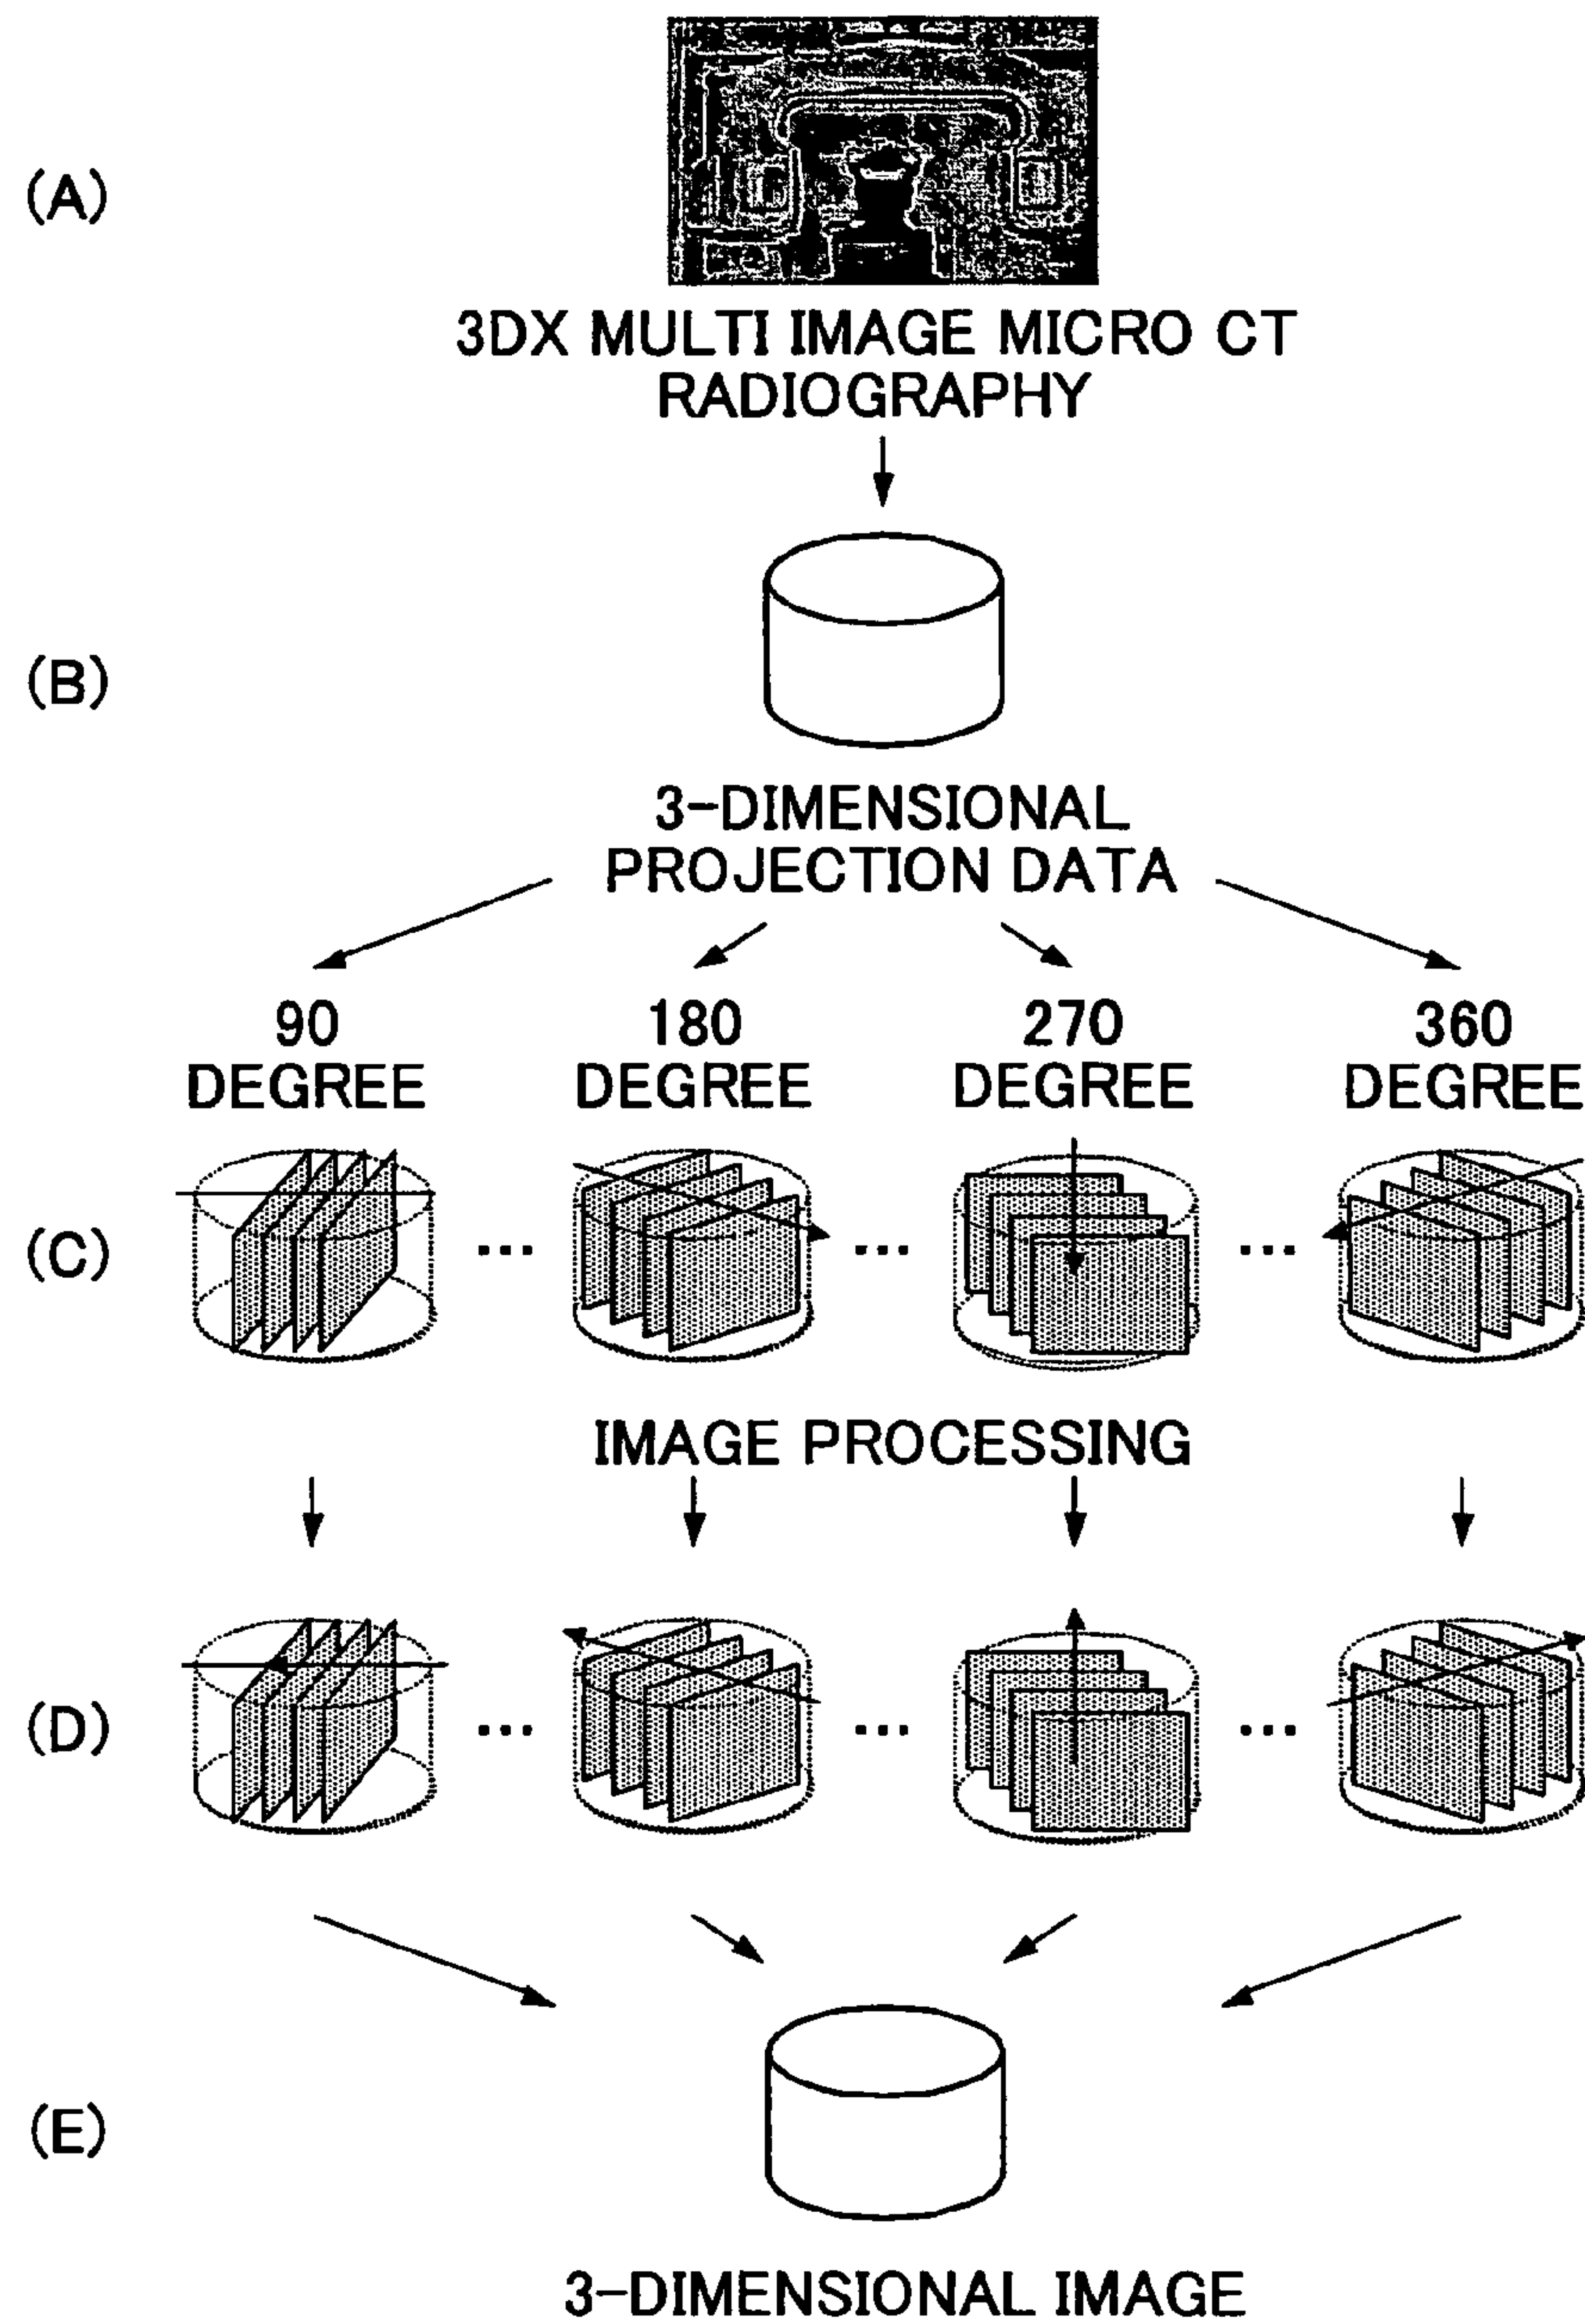 (A)
3DX MULTI IMAGE MICRO CT
RADIOGRAPHY
(B)
3-DIMENSIONAL
PROJECTION DATA
90 180 270 360
DEGREE DEGREE DEGREE DEGREE
(C) ... ... ...
IMAGE PROCESSING
(D) ... ... ...
(E)
3-DIMENSIONAL IMAGE